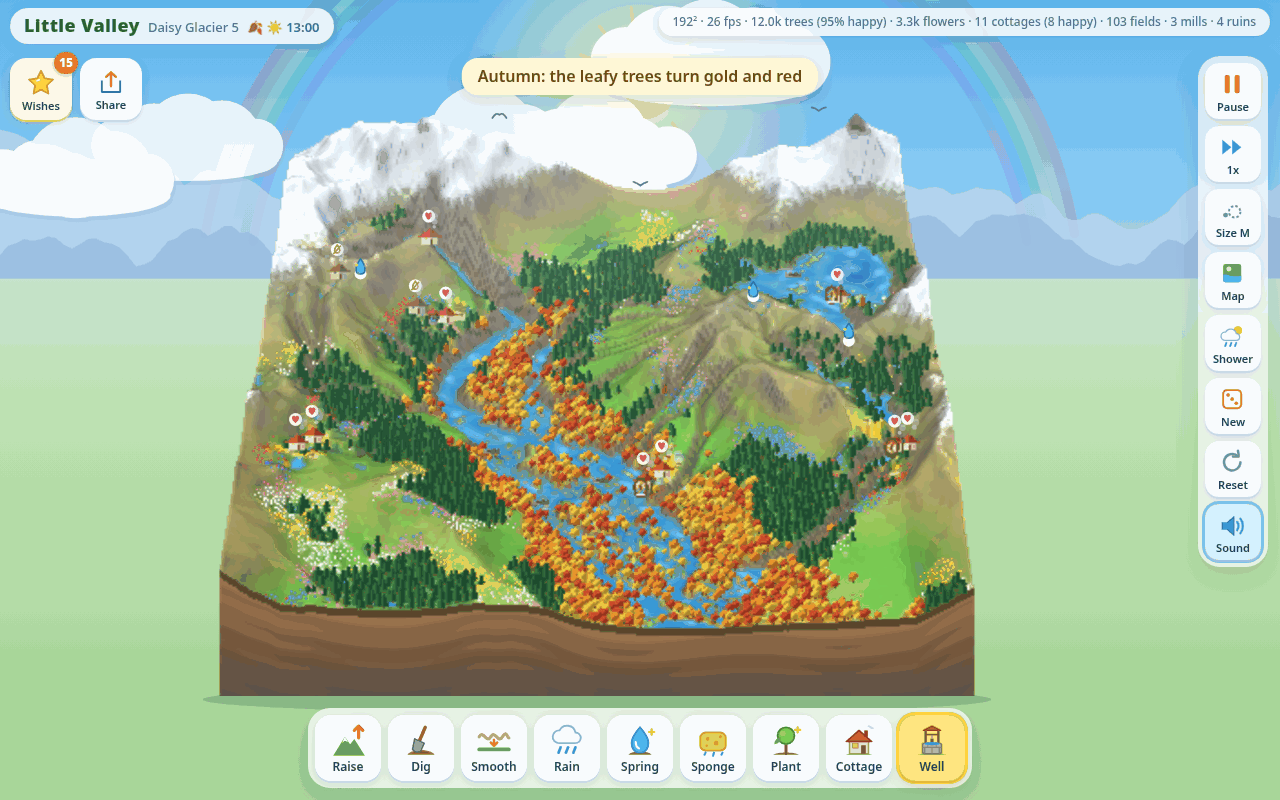 Little Valley Daisy Glacier 5 13:00
192² · 26 fps · 12.0k trees (95% happy) · 3.3k flowers · 11 cottages (8 happy) · 103 fields · 3 mills · 4 ruins
15
Wishes
Share
Autumn: the leafy trees turn gold and red
Pause
1x
Size M
Map
Shower
New
Reset
Sound
Raise
Dig
Smooth
Rain
Spring
Sponge
Plant
Cottage
Well